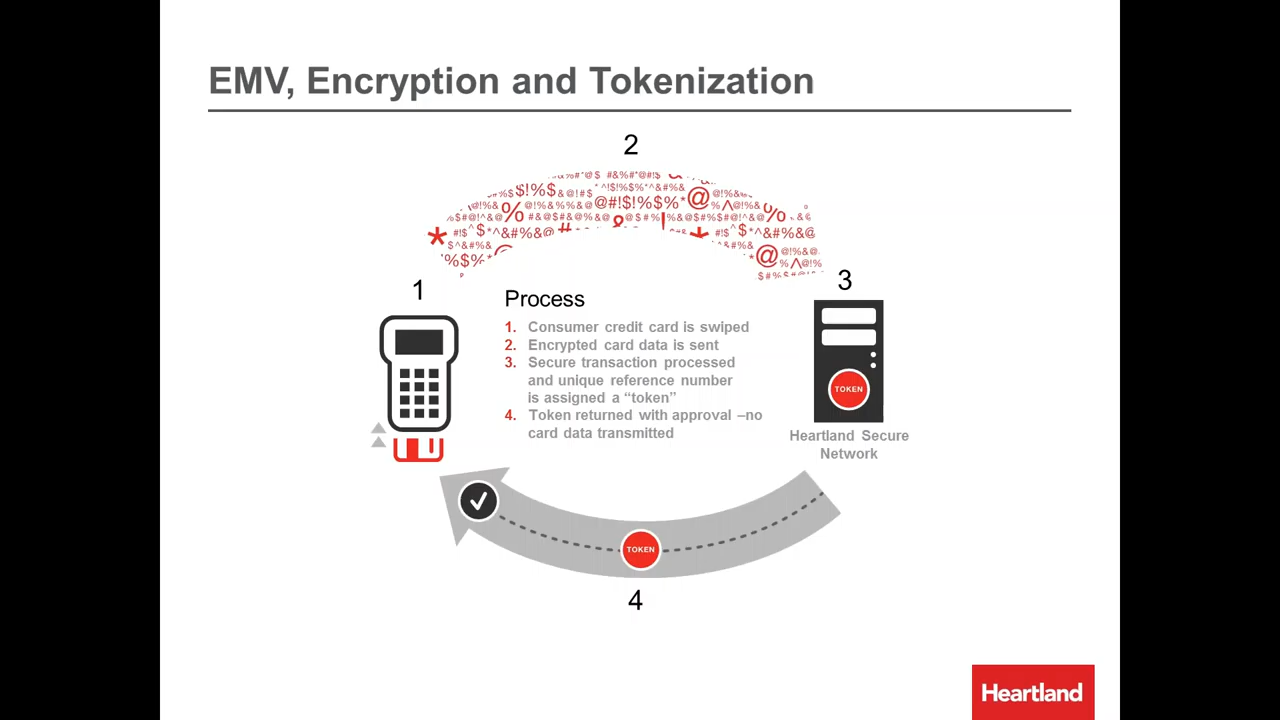 EMV, Encryption and Tokenization
2
1
3
Process
1. Consumer credit card is swiped
2. Encrypted card data is sent
3. Secure transaction processed
and unique reference number
is assigned a “token”
4. Token returned with approval –no
card data transmitted
TOKEN
Heartland Secure
Network
TOKEN
4
Heartland